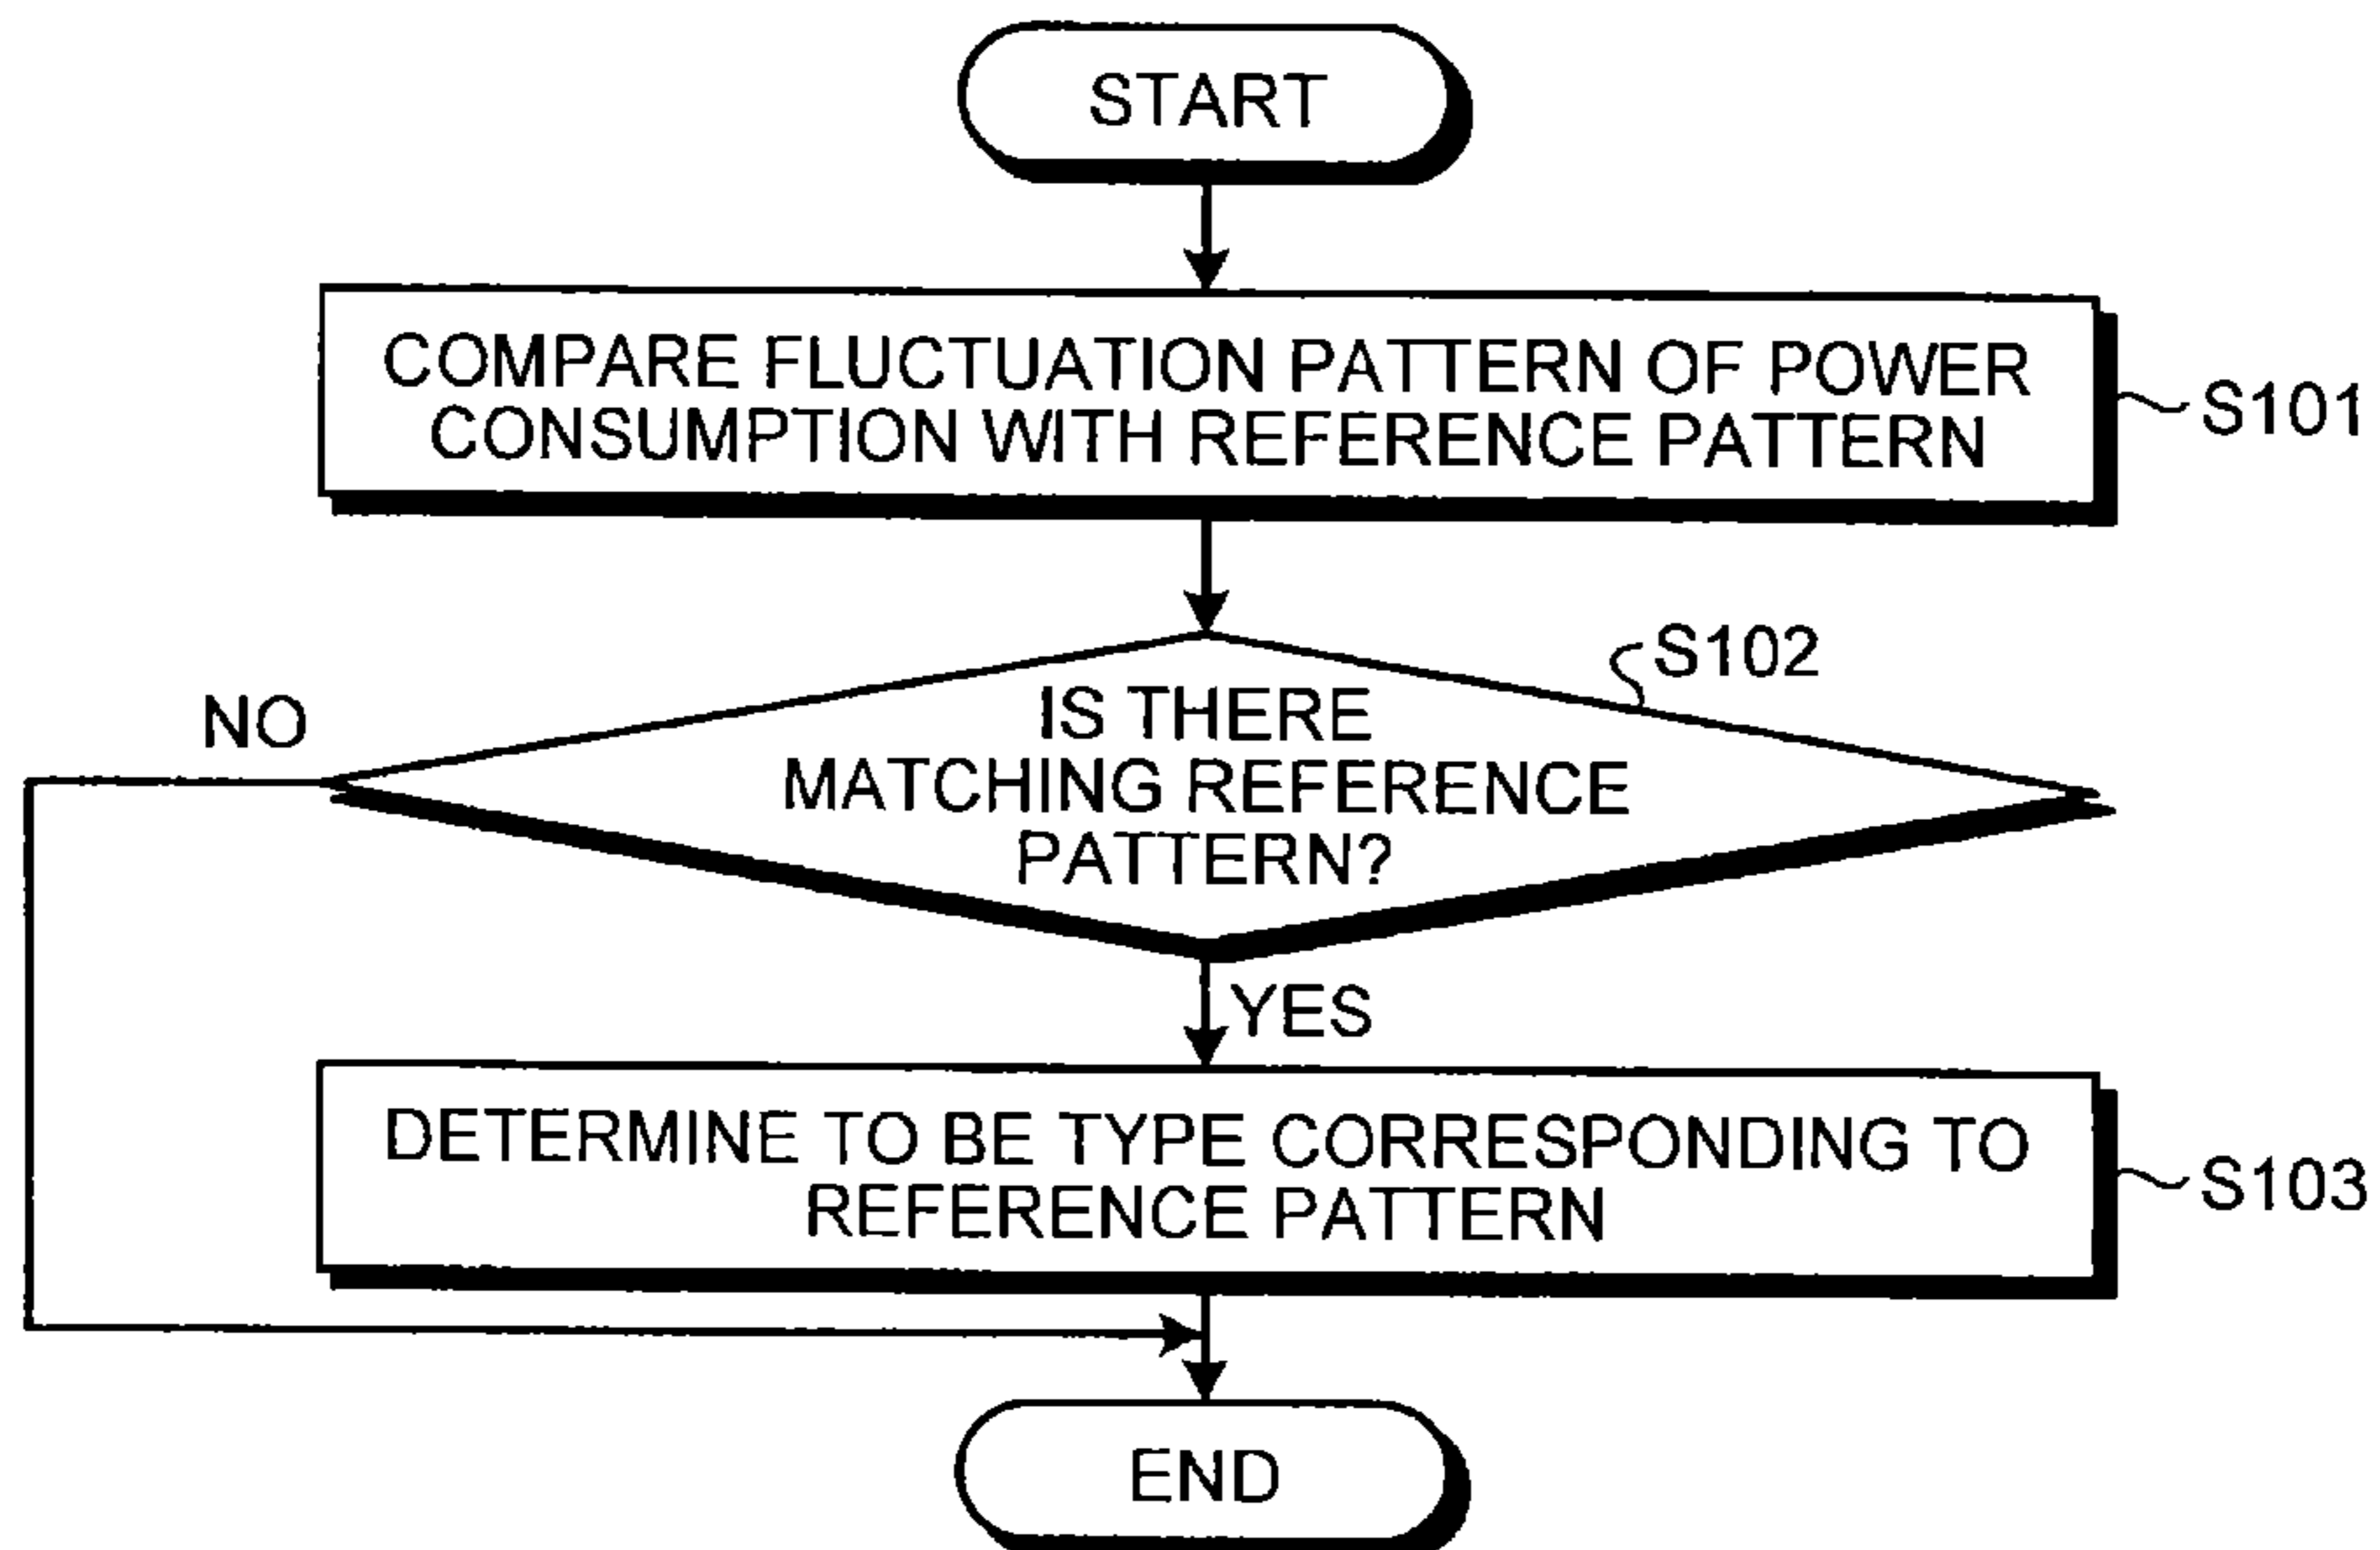 START
COMPARE FLUCTUATION PATTERN OF POWER
CONSUMPTION WITH REFERENCE PATTERN
S101
S102
IS THERE
MATCHING REFERENCE
PATTERN?
NO
YES
DETERMINE TO BE TYPE CORRESPONDING TO
REFERENCE PATTERN
S103
END